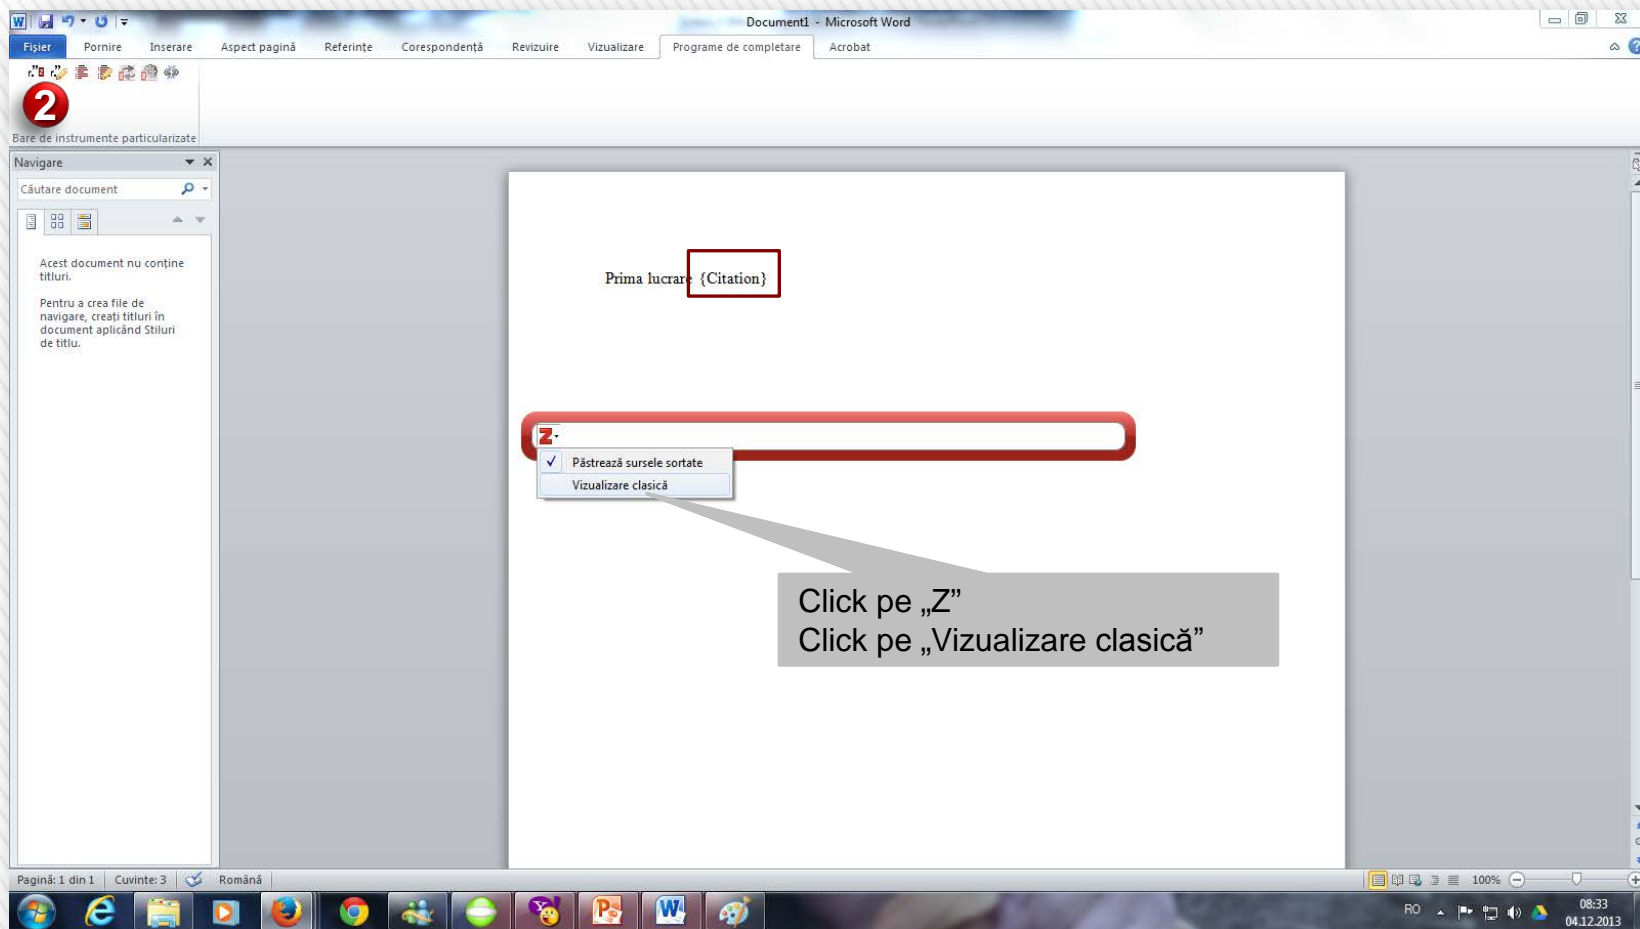 Document1 - Microsoft Word
Fișier Pornire Inserare Aspect pagină Referințe Corespondență Revizuire Vizualizare Programe de completare Acrobat
2
Bare de instrumente particularizate
Navigare
Căutare document
Acest document nu conține
titluri.
Pentru a crea file de
navigare, creați titluri în
document aplicând Stiluri
de titlu.
Prima lucrare {Citation}
Z
Păstrează sursele sortate
Vizualizare clasică
Click pe „Z”
Click pe „Vizualizare clasică”
Pagină: 1 din 1 Cuvinte: 3 Română 100%
RO 08:33
04.12.2013